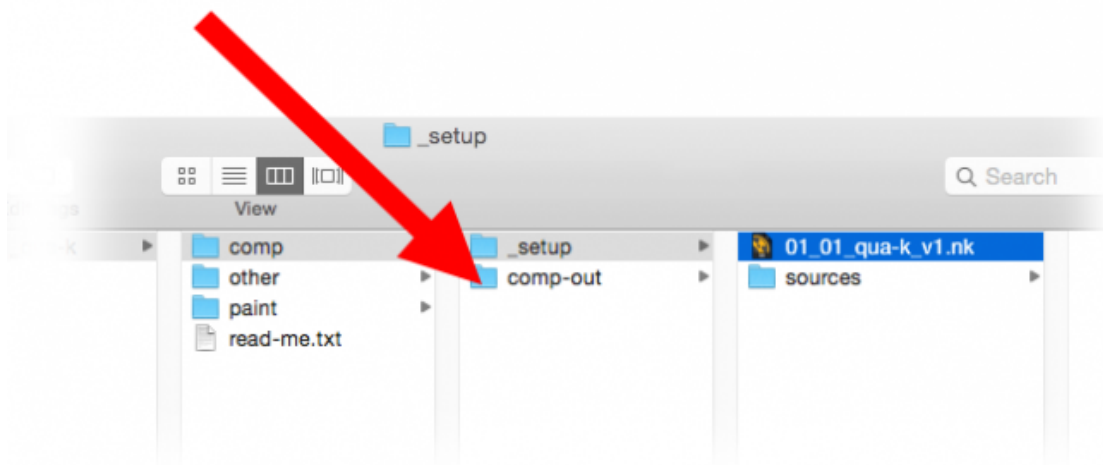 _setup
Search
View
comp
_setup
01_01_qua-k_v1.nk
other
comp-out
sources
paint
read-me.txt